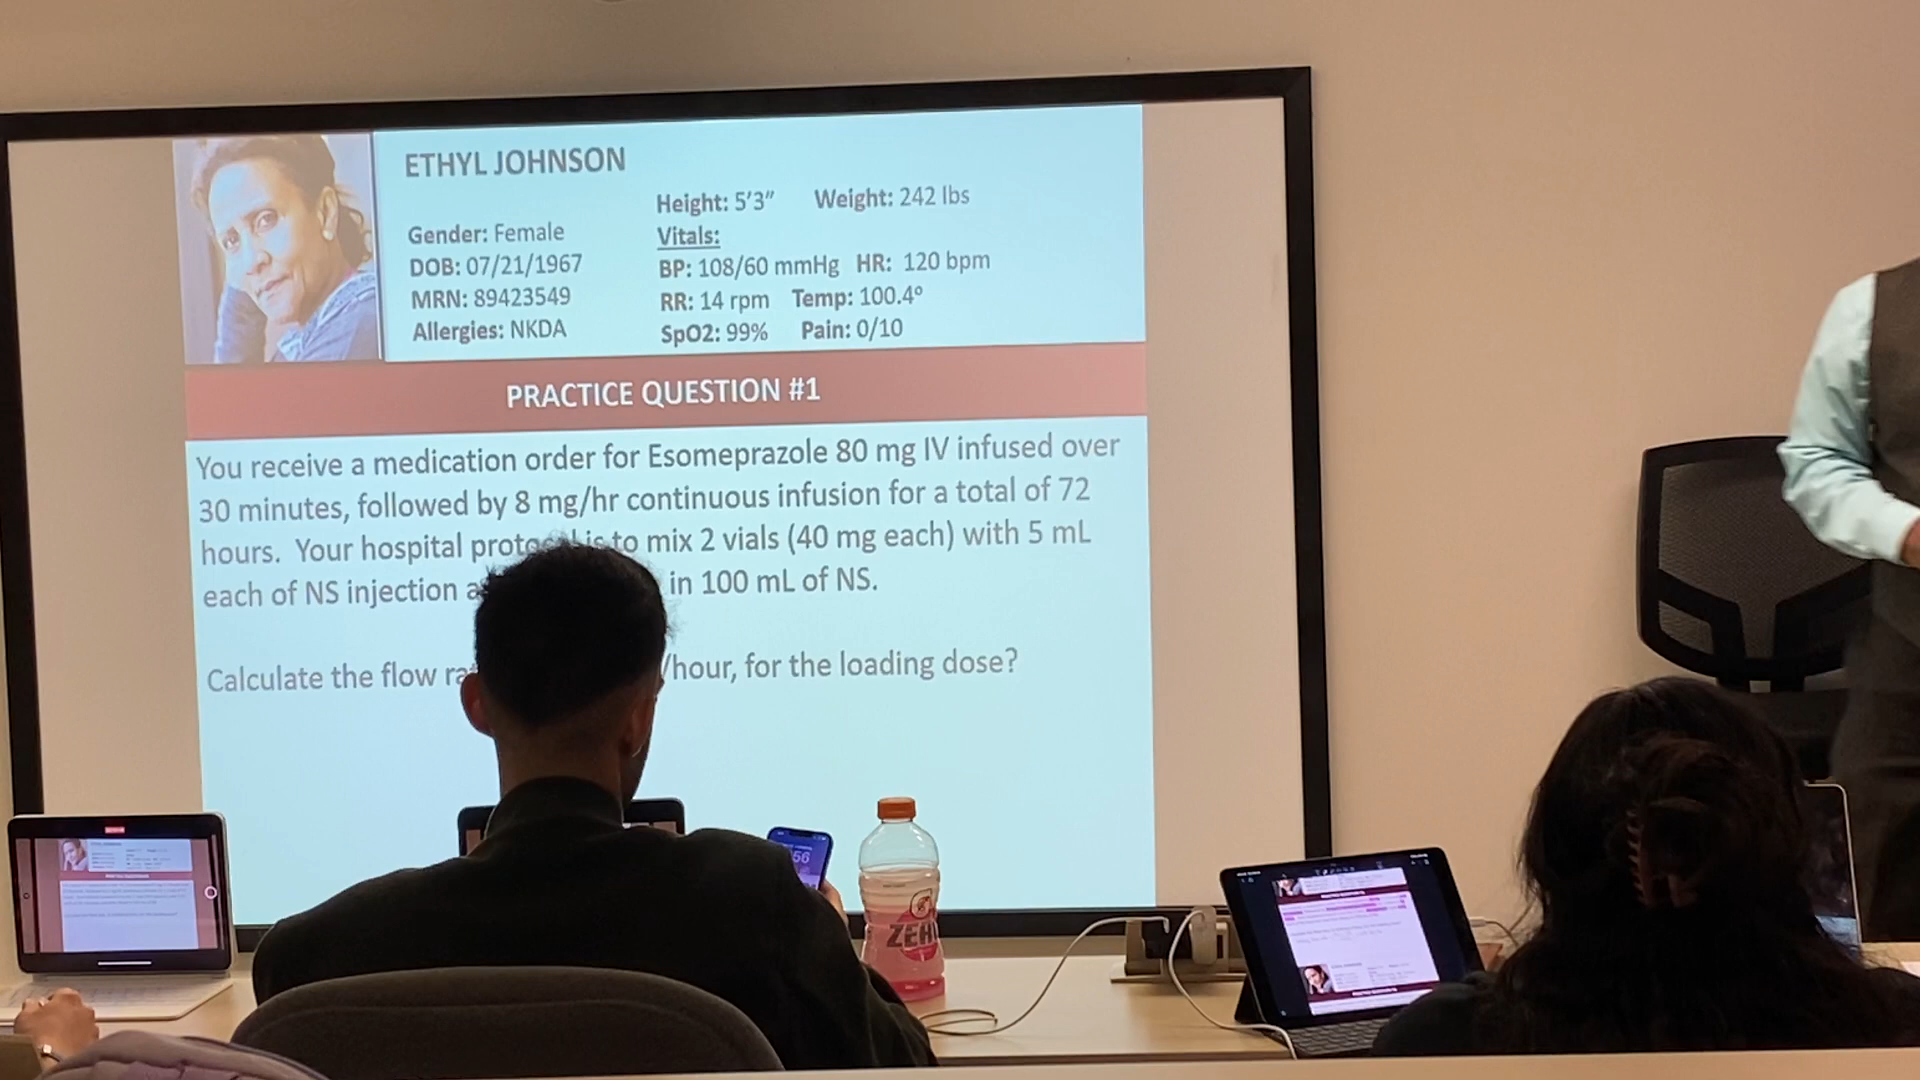 ETHYL JOHNSON
Height: 5'3" Weight: 242 lbs
Gender: Female
Vitals:
DOB: 07/21/1967
BP: 108/60 mmHg HR: 120 bpm
MRN: 89423549
RR: 14 rpm Temp: 100.4º
Allergies: NKDA
SpO2: 99% Pain: 0/10
PRACTICE QUESTION #1
You receive a medication order for Esomeprazole 80 mg IV infused over
30 minutes, followed by 8 mg/hr continuous infusion for a total of 72
hours. Your hospital to mix 2 vials (40 mg each) with 5 mL
each of NS injection in 100 mL of NS.
Calculate the flow /hour, for the loading dose?
56